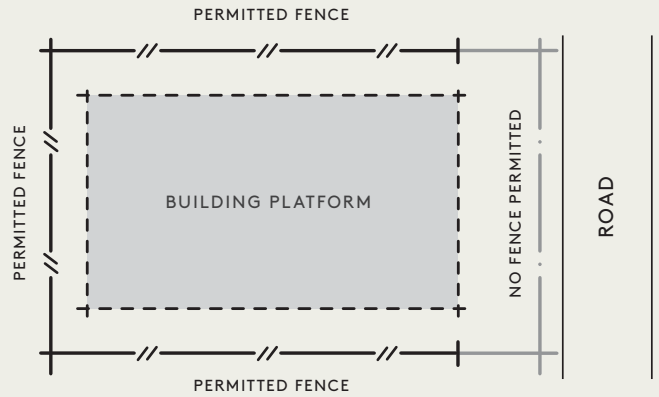 PERMITTED FENCE
PERMITTED FENCE
BUILDING PLATFORM
NO FENCE PERMITTED
ROAD
PERMITTED FENCE